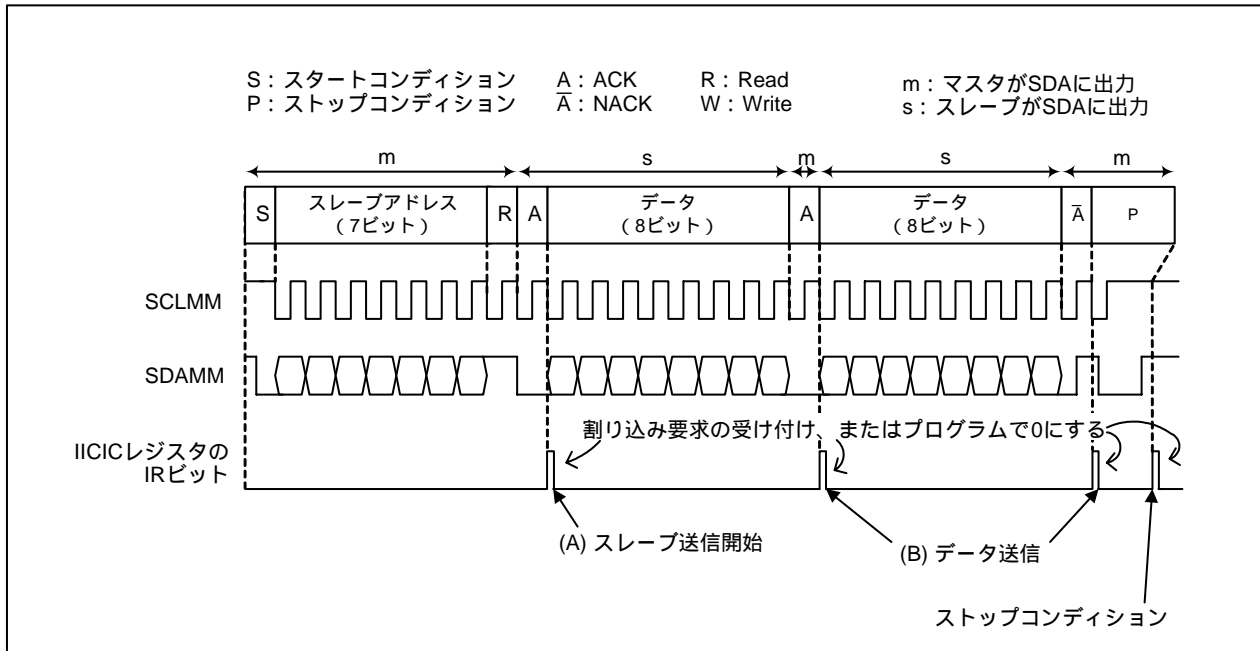 S：スタートコンディション　A：ACK　R：Read　m：マスタがSDAに出力
P：ストップコンディション　A̅：NACK　W：Write　s：スレーブがSDAに出力
m　s　m　s　m
S　スレーブアドレス　R　A　データ　A　データ　A̅　P
（7ビット）　（8ビット）　（8ビット）
SCLMM
SDAMM
割り込み要求の受け付け、またはプログラムで0にする
IICICレジスタの
IRビット
(A) スレーブ送信開始
(B) データ送信
ストップコンディション